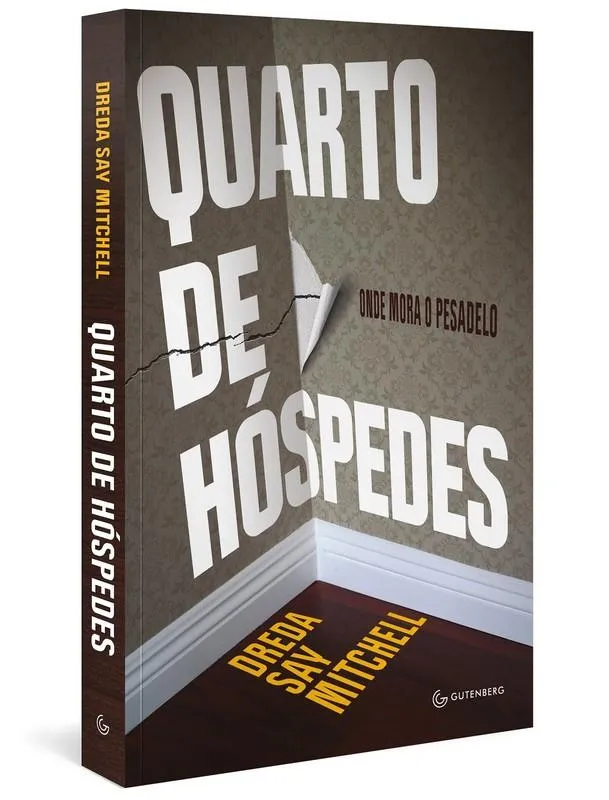 DREDA SAY MITCHELL
QUARTO DE HÓSPEDES
QUARTO
DE
HÓSPEDES
ONDE MORA O PESADELO
DREDA
SAY
MITCHELL
GUTENBERG